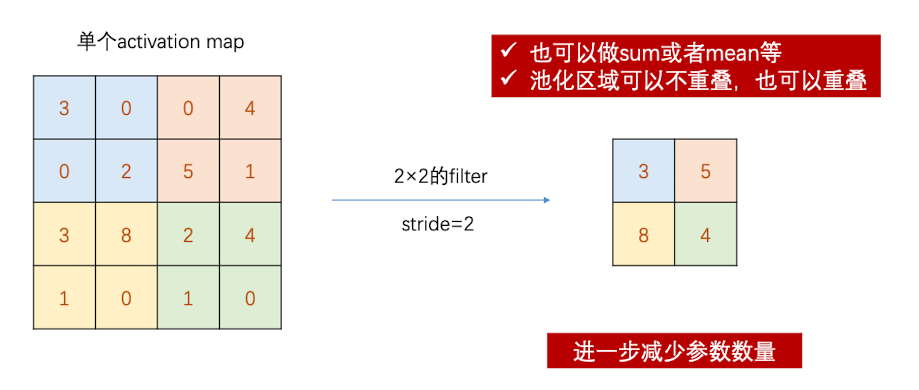 单个activation map
✓ 也可以做sum或者mean等
✓ 池化区域可以不重叠，也可以重叠
3 0 0 4
0 2 5 1
3 8 2 4
1 0 1 0
2×2的filter
stride=2
3 5
8 4
进一步减少参数数量